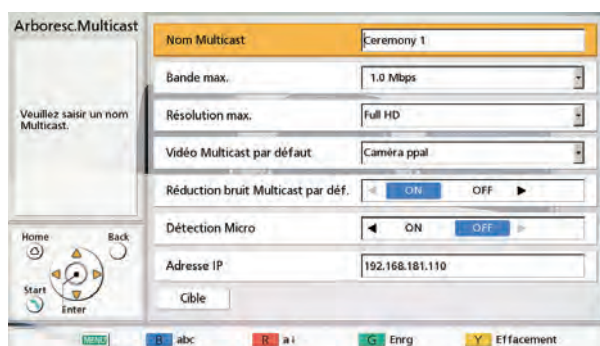 Arboresc.Multicast
Veuillez saisir un nom
Multicast.
Nom Multicast Ceremony 1
Bande max. 1.0 Mbps
Résolution max. Full HD
Vidéo Multicast par défaut Caméra ppal
Réduction bruit Multicast par déf. ON OFF
Détection Micro ON OFF
Adresse IP 192.168.181.110
Cible
Home Back
Start
Enter
MENU B abc R a i G Enrg Y Effacement